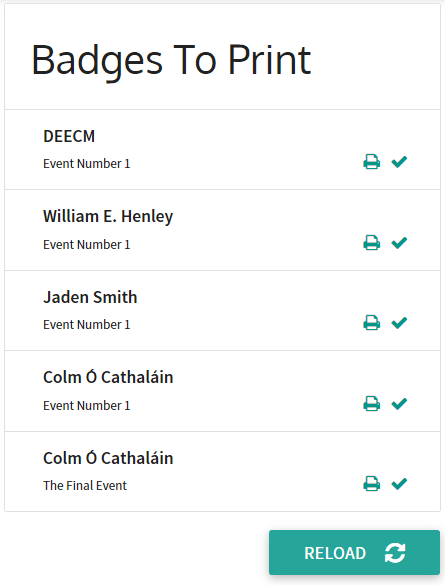 Badges To Print
DEECM
Event Number 1
William E. Henley
Event Number 1
Jaden Smith
Event Number 1
Colm Ó Cathaláin
Event Number 1
Colm Ó Cathaláin
The Final Event
RELOAD